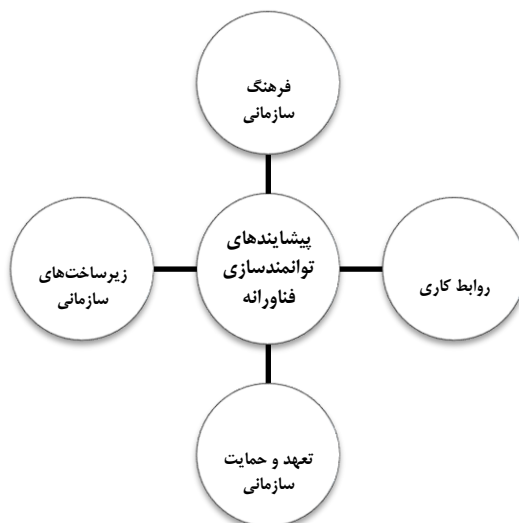 فرهنگ
سازمانی
پیشایندهای
توانمندسازی
فناورانه
روابط کاری
زیرساخت‌های
سازمانی
تعهد و حمایت
سازمانی